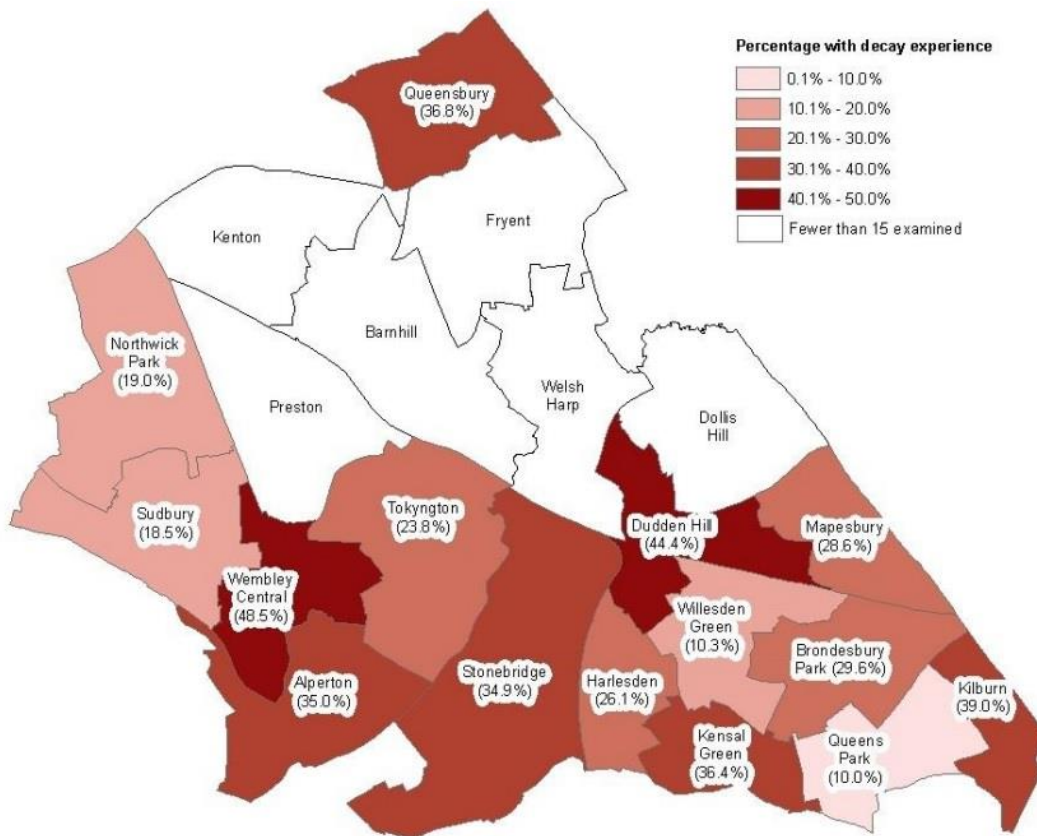 Percentage with decay experience
0.1% - 10.0%
10.1% - 20.0%
20.1% - 30.0%
30.1% - 40.0%
40.1% - 50.0%
Fewer than 15 examined
Queensbury
(36.8%)
Fryent
Kenton
Barnhill
Northwick
Park
(19.0%)
Preston
Welsh
Harp
Dollis
Hill
Sudbury
(18.5%)
Tokyngton
(23.8%)
Dudden Hill
(44.4%)
Mapesbury
(28.6%)
Wembley
Central
(48.5%)
Willesden
Green
(10.3%)
Brondesbury
Park (29.6%)
Alperton
(35.0%)
Stonebridge
(34.9%)
Harlesden
(26.1%)
Kilburn
(39.0%)
Kensal
Green
(36.4%)
Queens
Park
(10.0%)